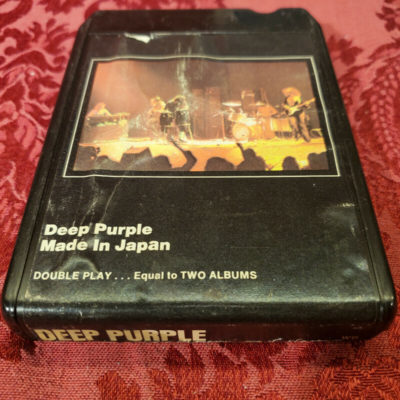 Deep Purple
Made In Japan
DOUBLE PLAY . . . Equal to TWO ALBUMS
DEEP PURPLE